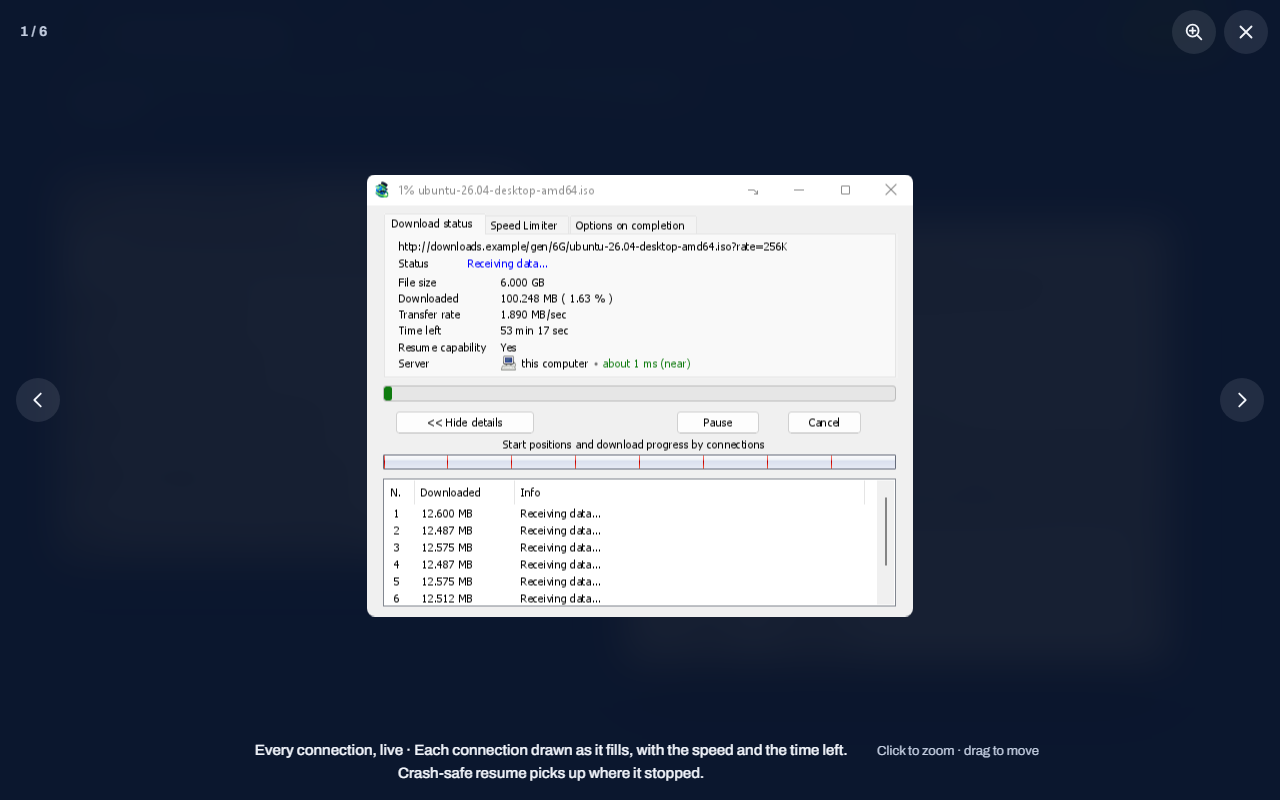 1 / 6
1% ubuntu-26.04-desktop-amd64.iso
Download status Speed Limiter Options on completion
http://downloads.example/gen/6G/ubuntu-26.04-desktop-amd64.iso?rate=256K
Status Receiving data...
File size 6.000 GB
Downloaded 100.248 MB ( 1.63 % )
Transfer rate 1.890 MB/sec
Time left 53 min 17 sec
Resume capability Yes
Server this computer • about 1 ms (near)
<< Hide details Pause Cancel
Start positions and download progress by connections
N. Downloaded Info
1 12.600 MB Receiving data...
2 12.487 MB Receiving data...
3 12.575 MB Receiving data...
4 12.487 MB Receiving data...
5 12.575 MB Receiving data...
6 12.512 MB Receiving data...
Every connection, live · Each connection drawn as it fills, with the speed and the time left. Click to zoom · drag to move
Crash-safe resume picks up where it stopped.